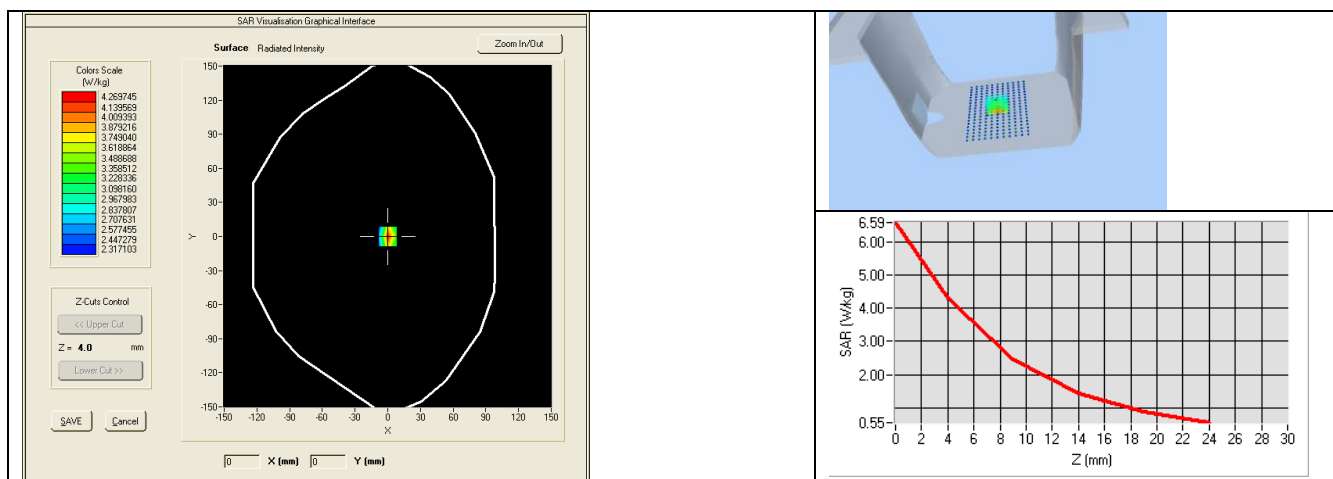 SAR Visualisation Graphical Interface
Surface Radiated Intensity
Zoom In/Out
Colors Scale
(W/kg)
4.269745
4.139569
4.009393
3.879216
3.749040
3.618864
3.488688
3.358512
3.228336
3.098160
2.967983
2.837807
2.707631
2.577455
2.447279
2.317103
Z-Cuts Control
<< Upper Cut
Z = 4.0 mm
Lower Cut >>
SAVE Cancel
150
120
90
60
30
0
-30
-60
-90
-120
-150
Y
-150 -120 -90 -60 -30 0 30 60 90 120 150
X
0 X (mm) 0 Y (mm)
6.59
6.00
5.00
4.00
3.00
2.00
0.55
SAR (W/kg)
0 2 4 6 8 10 12 14 16 18 20 22 24 26 28 30
Z (mm)